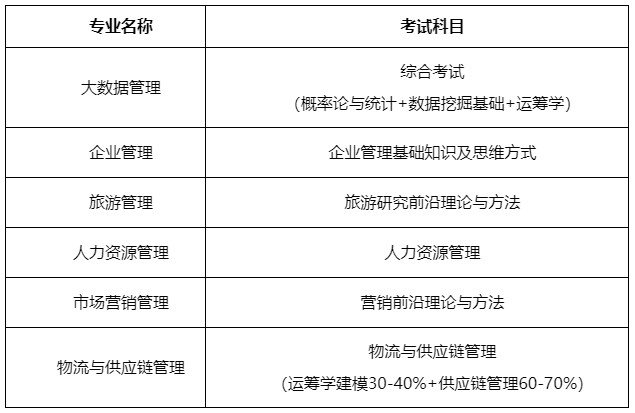 专业名称 考试科目
大数据管理 综合考试
（概率论与统计+数据挖掘基础+运筹学）
企业管理 企业管理基础知识及思维方式
旅游管理 旅游研究前沿理论与方法
人力资源管理 人力资源管理
市场营销管理 营销前沿理论与方法
物流与供应链管理 物流与供应链管理
（运筹学建模30-40%+供应链管理60-70%）